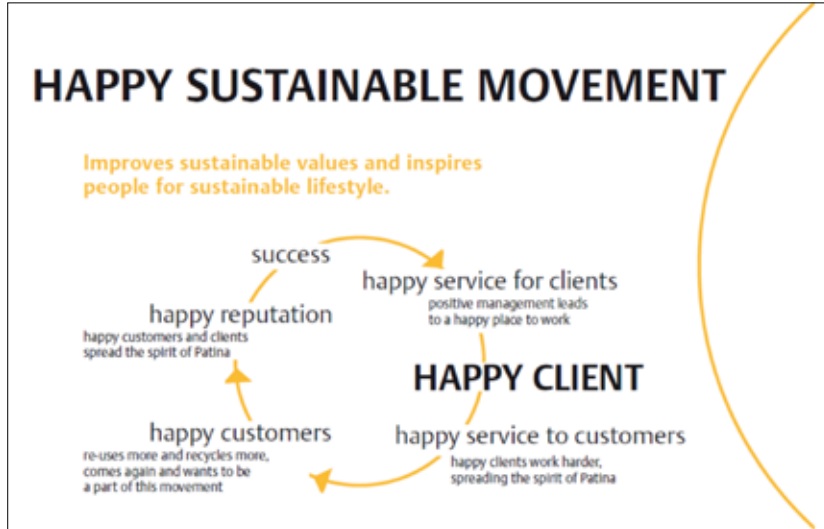 HAPPY SUSTAINABLE MOVEMENT
Improves sustainable values and inspires
people for sustainable lifestyle.
success
happy service for clients
positive management leads
to a happy place to work
happy reputation
happy customers and clients
spread the spirit of Patina
HAPPY CLIENT
happy customers
re-uses more and recycles more,
comes again and wants to be
a part of this movement
happy service to customers
happy clients work harder,
spreading the spirit of Patina